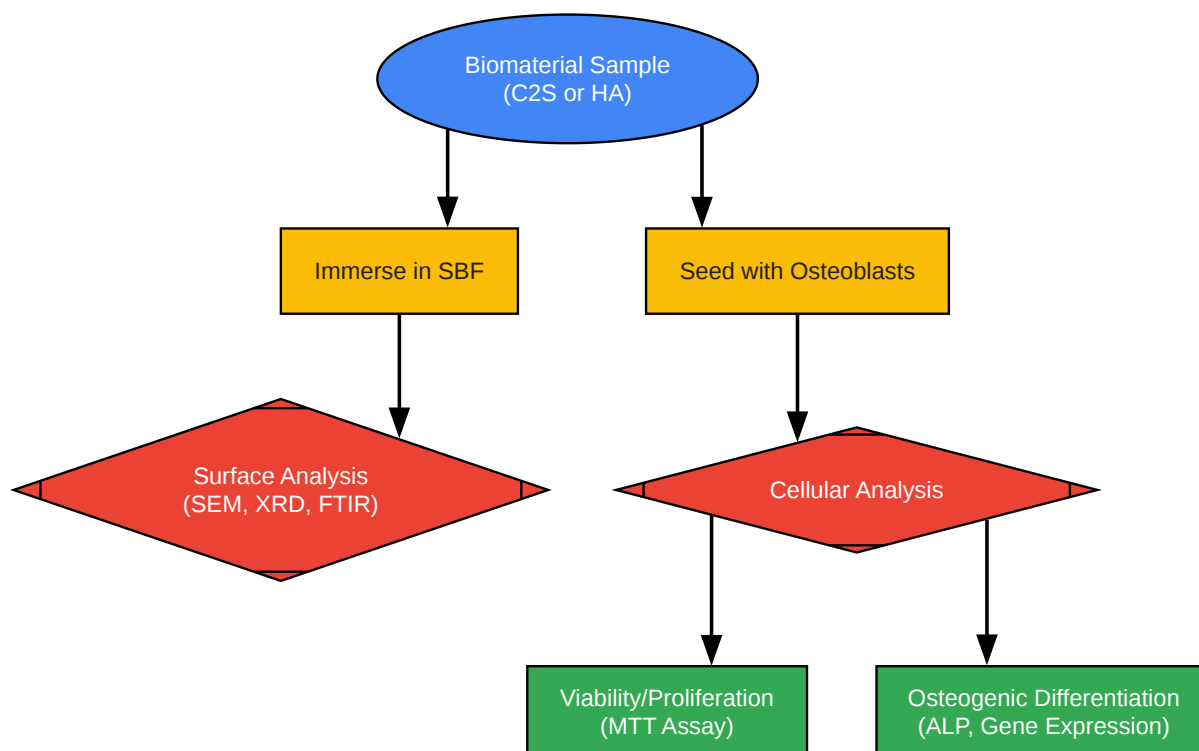 Biomaterial Sample
(C2S or HA)
Immerse in SBF
Seed with Osteoblasts
Surface Analysis
(SEM, XRD, FTIR)
Cellular Analysis
Viability/Proliferation
(MTT Assay)
Osteogenic Differentiation
(ALP, Gene Expression)